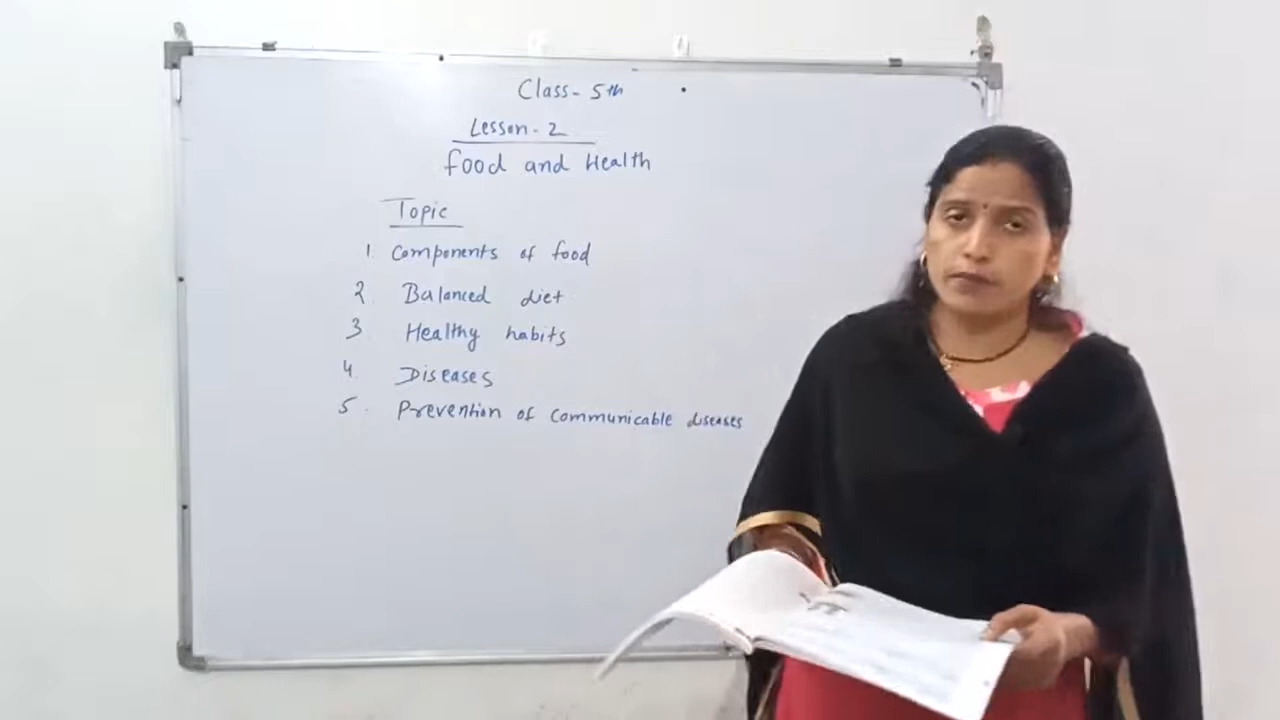 Class - 5th
Lesson - 2
food and Health
Topic
1. Components of food
2. Balanced diet
3. Healthy habits
4. Diseases
5. Prevention of communicable diseases